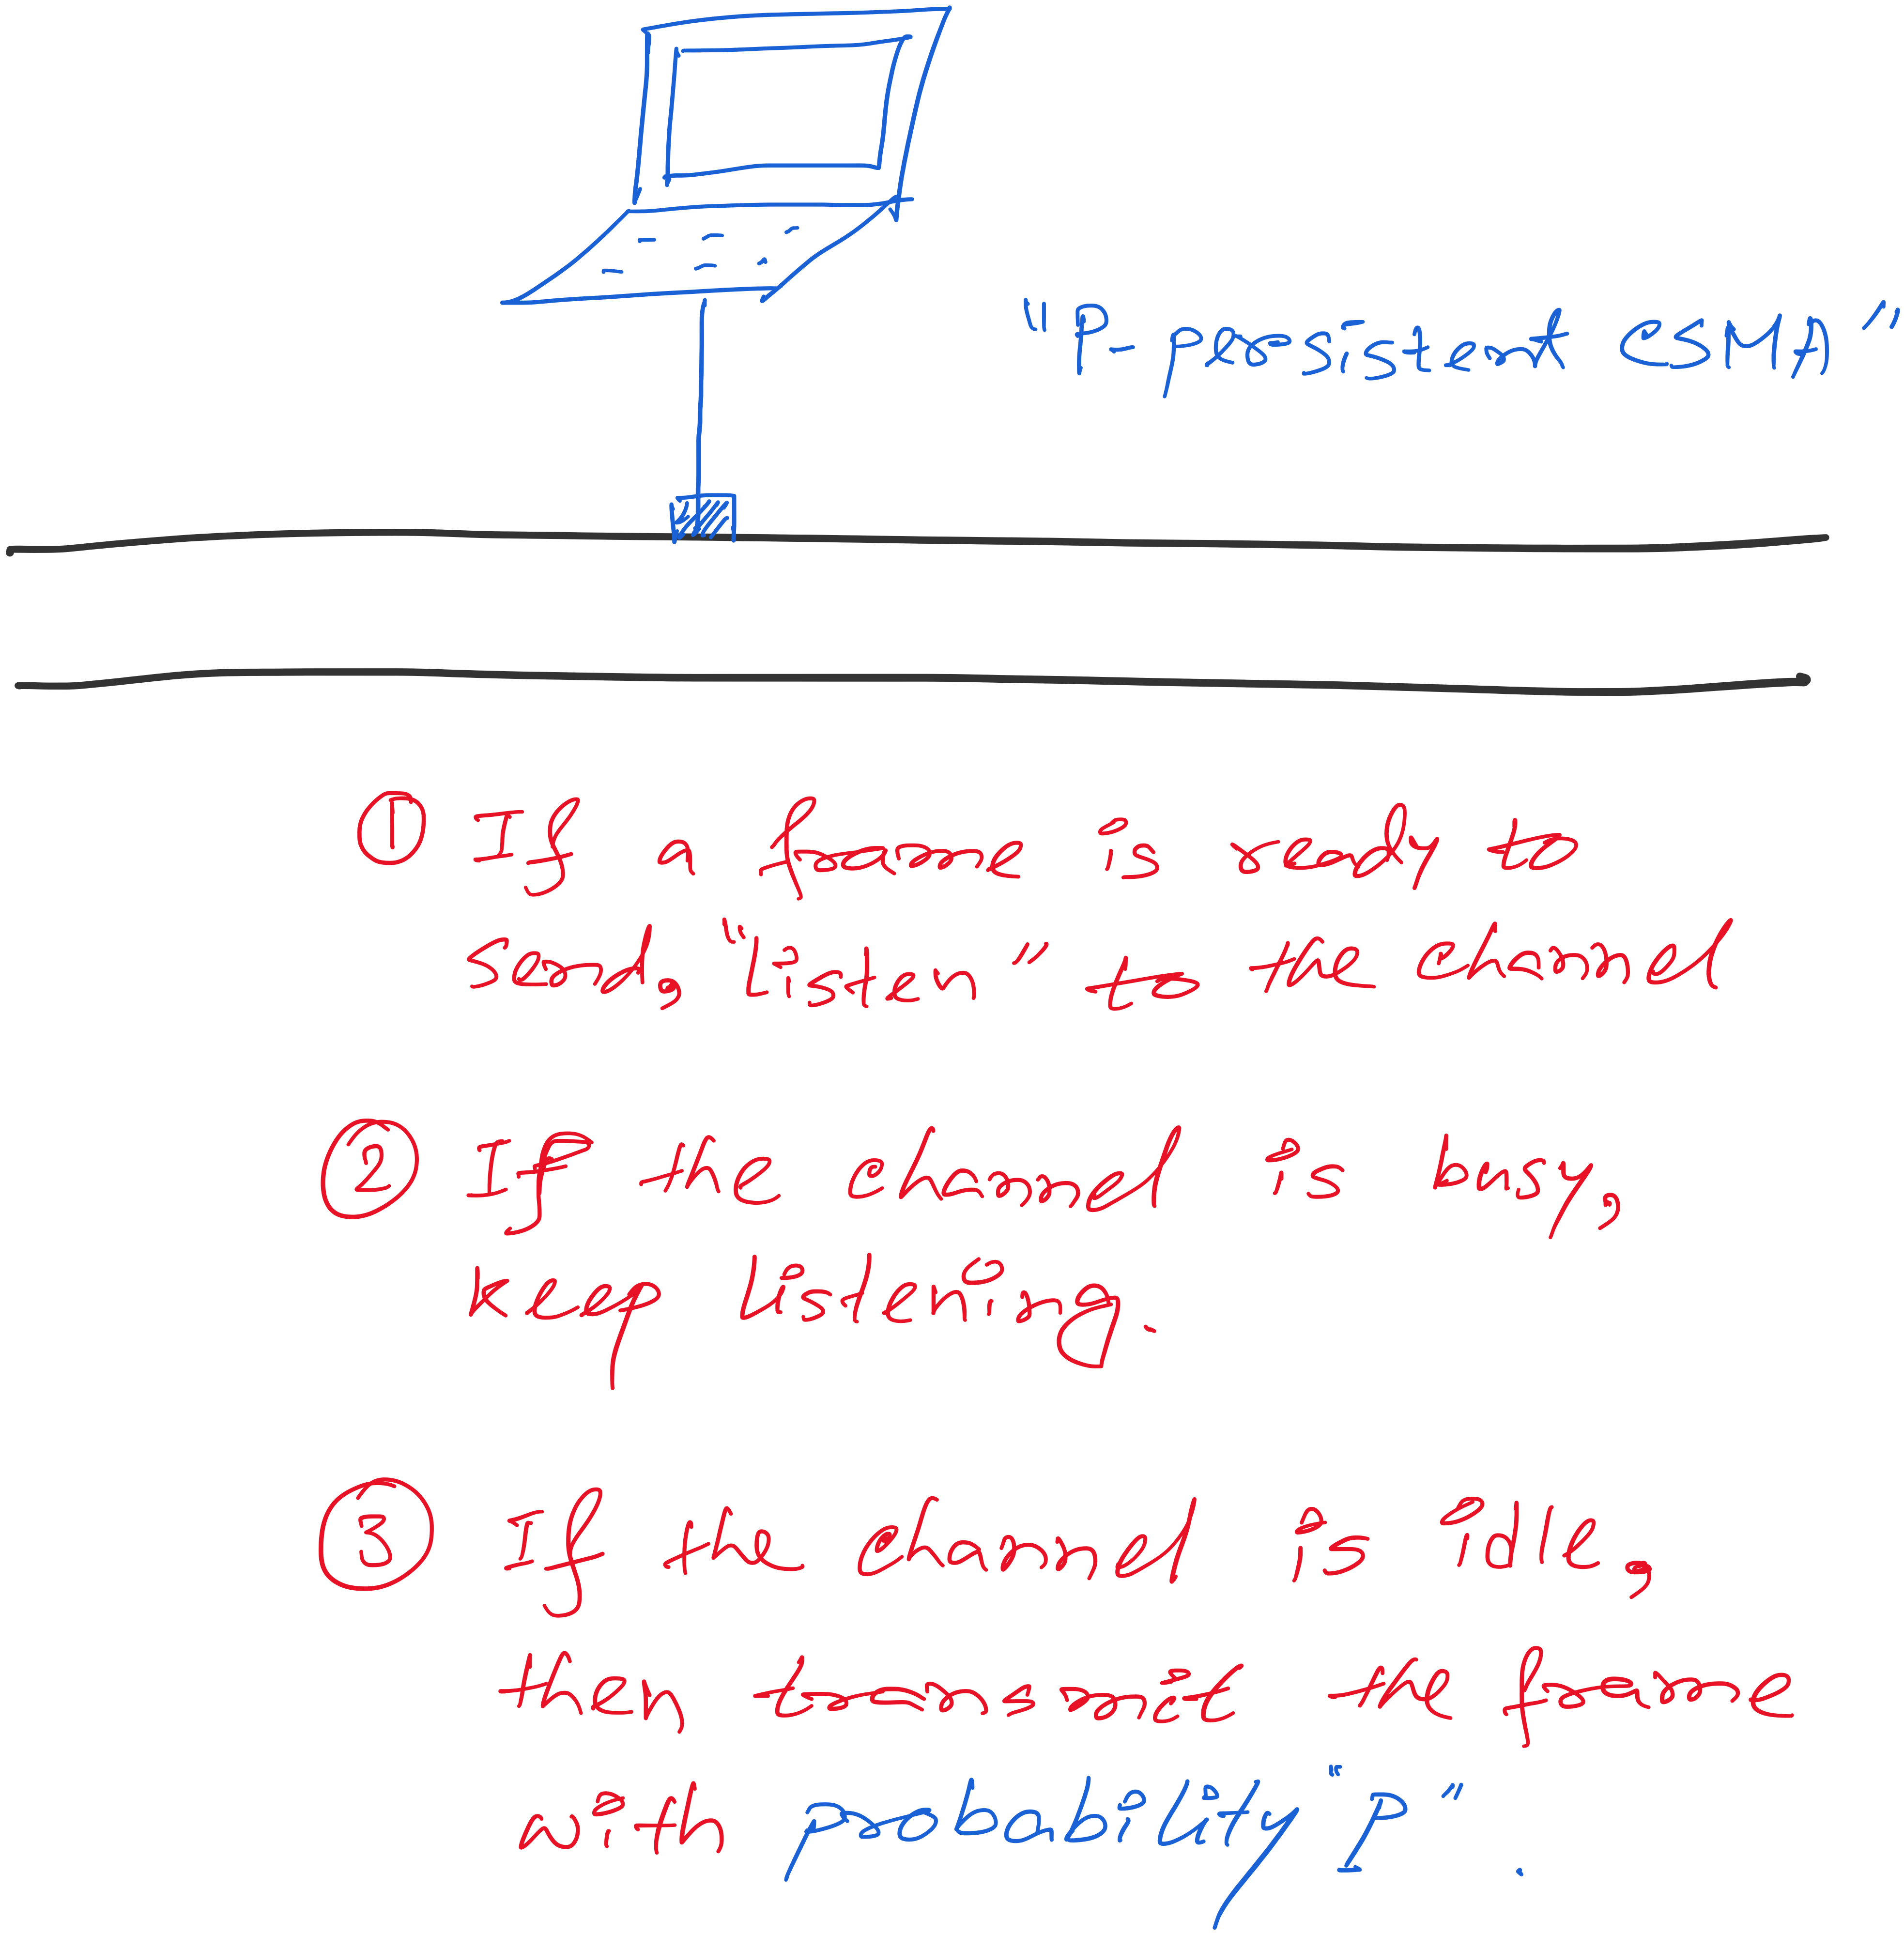 "P-persistent CSMA"
① If a frame is ready to
send, "listen" to the channel
② If the channel is busy,
keep listening.
③ If the channel is idle,
then transmit the frame
with probability "P".